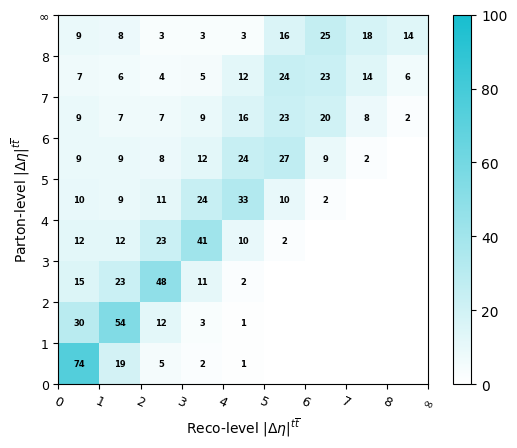 ∞ 9 8 3 3 3 16 25 18 14 100
8
7 6 4 5 12 24 23 14 6 80
7
9 7 7 9 16 23 20 8 2
6
9 9 8 12 24 27 9 2 60
5
10 9 11 24 33 10 2
4
12 12 23 41 10 2 40
3
15 23 48 11 2
2
30 54 12 3 1 20
1
74 19 5 2 1
0 0
0 1 2 3 4 5 6 7 8 ∞
Parton-level |Δη|^{t\overline{t}}
Reco-level |Δη|^{t\overline{t}}